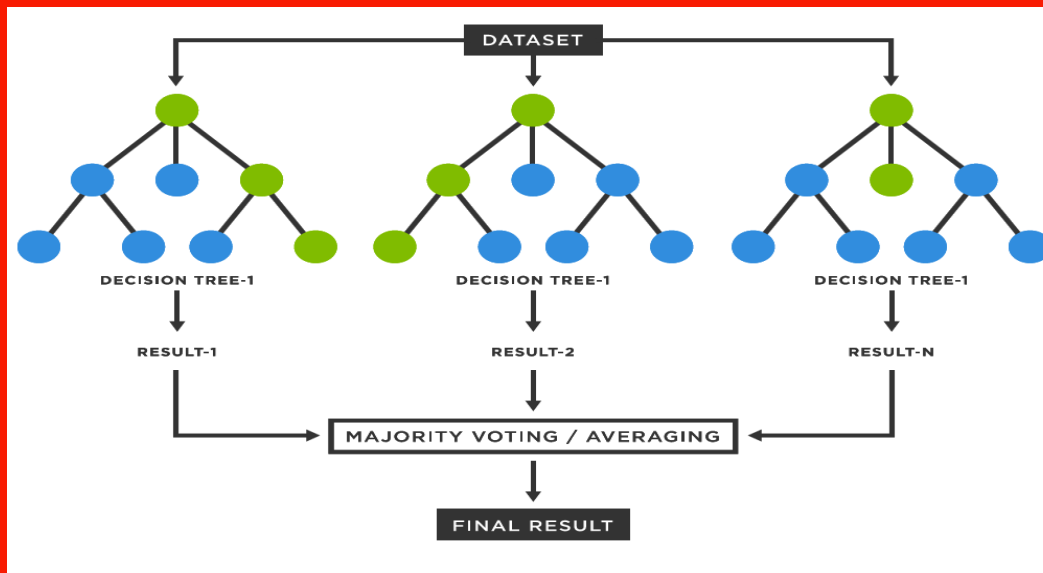 DATASET
DECISION TREE-1
DECISION TREE-1
DECISION TREE-1
RESULT-1
RESULT-2
RESULT-N
MAJORITY VOTING / AVERAGING
FINAL RESULT